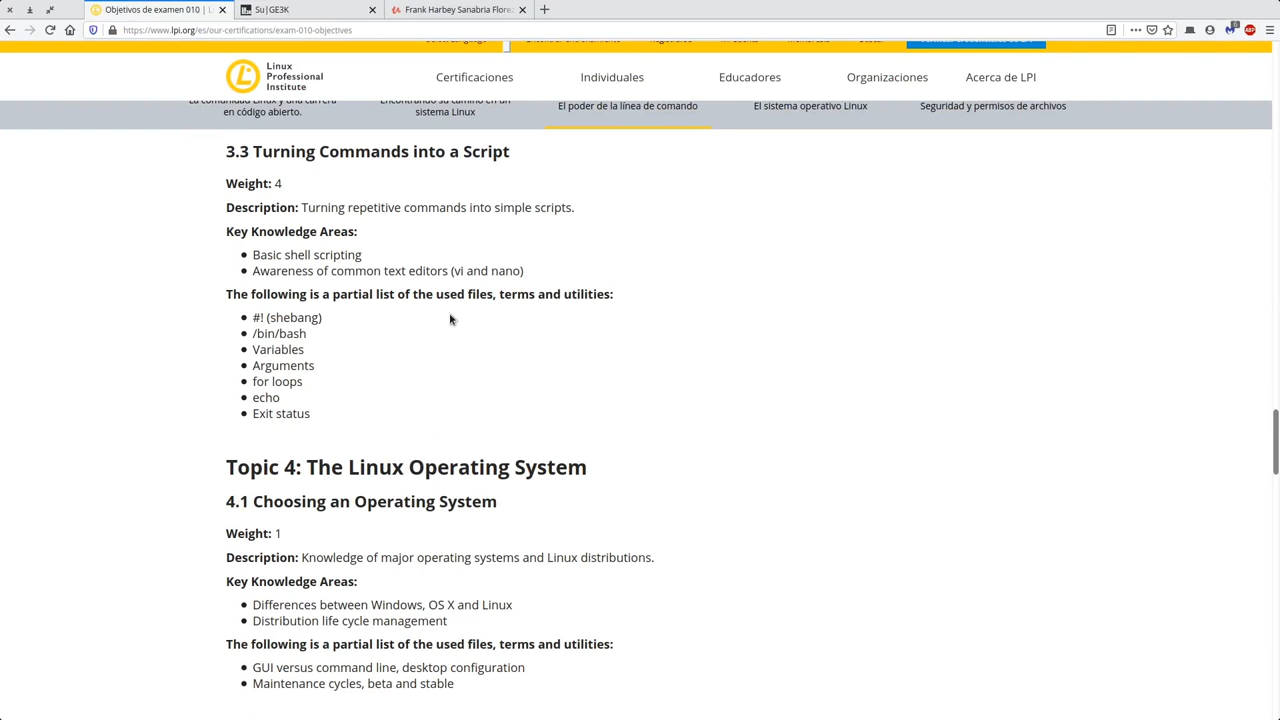 Objetivos de examen 010 | L
Su|GE3K
Frank Harbey Sanabria Flore
https://www.lpi.org/es/our-certifications/exam-010-objectives
Linux
Professional
Institute
Certificaciones
Individuales
Educadores
Organizaciones
Acerca de LPI
La comunidad Linux y una carrera
en código abierto.
Encontrando su camino en un
sistema Linux
El poder de la línea de comando
El sistema operativo Linux
Seguridad y permisos de archivos
3.3 Turning Commands into a Script
Weight: 4
Description: Turning repetitive commands into simple scripts.
Key Knowledge Areas:
Basic shell scripting
Awareness of common text editors (vi and nano)
The following is a partial list of the used files, terms and utilities:
#! (shebang)
/bin/bash
Variables
Arguments
for loops
echo
Exit status
Topic 4: The Linux Operating System
4.1 Choosing an Operating System
Weight: 1
Description: Knowledge of major operating systems and Linux distributions.
Key Knowledge Areas:
Differences between Windows, OS X and Linux
Distribution life cycle management
The following is a partial list of the used files, terms and utilities:
GUI versus command line, desktop configuration
Maintenance cycles, beta and stable